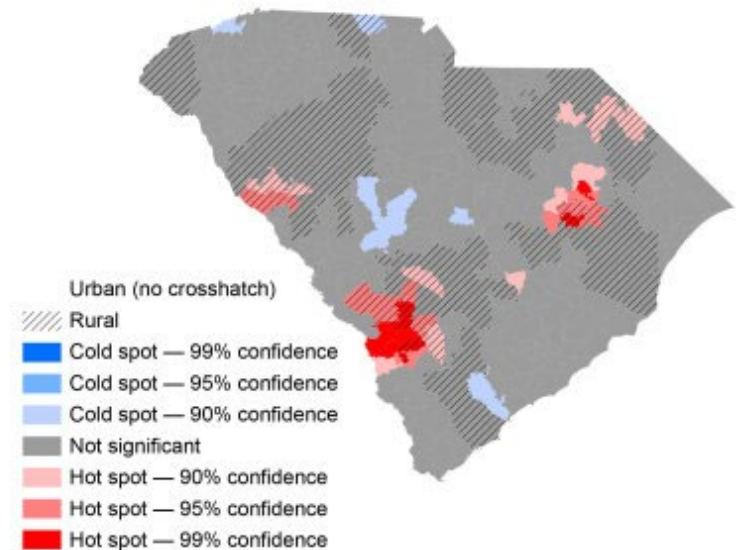 Urban (no crosshatch)
Rural
Cold spot — 99% confidence
Cold spot — 95% confidence
Cold spot — 90% confidence
Not significant
Hot spot — 90% confidence
Hot spot — 95% confidence
Hot spot — 99% confidence